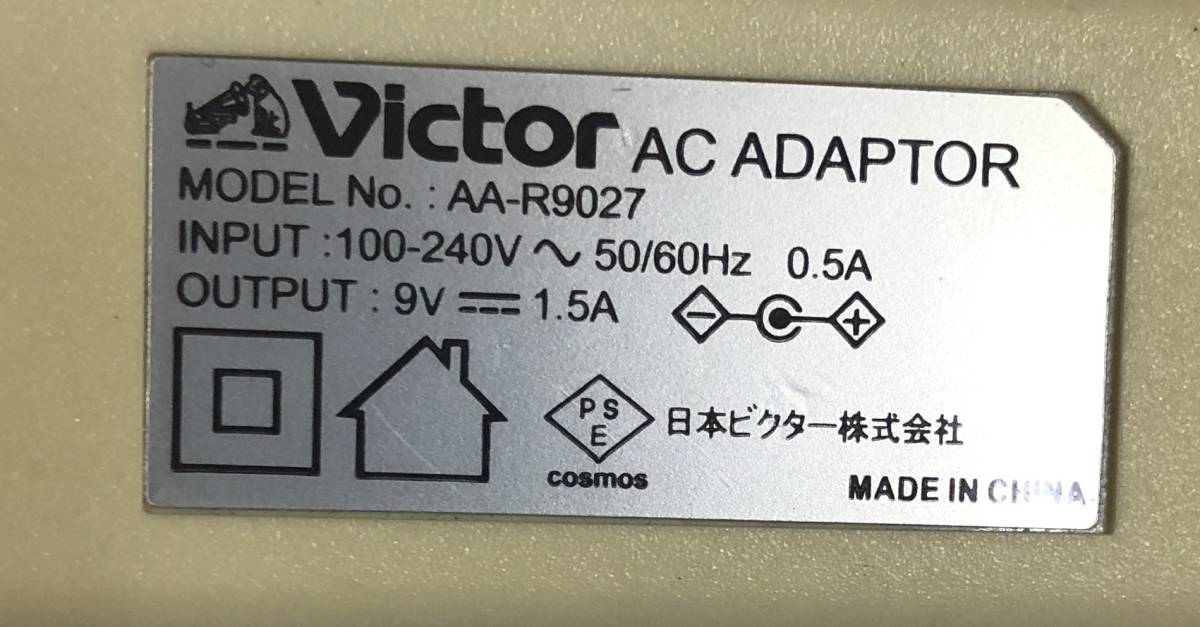 Victor AC ADAPTOR
MODEL No. : AA-R9027
INPUT :100-240V ∼ 50/60Hz 0.5A
OUTPUT : 9V ⎓ 1.5A − +
PS
E
cosmos
日本ビクター株式会社
MADE IN CHINA